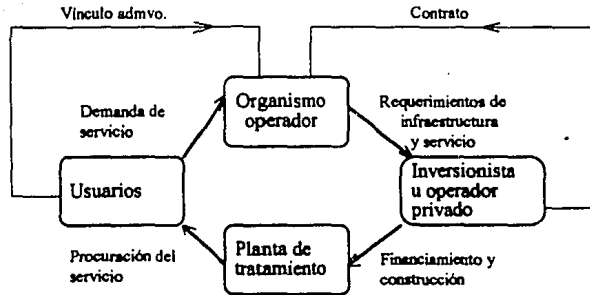 Vínculo admvo.
Contrato
Organismo
operador
Demanda de
servicio
Requerimientos de
infraestructura
y servicio
Usuarios
Inversionista
u operador
privado
Procuración del
servicio
Planta de
tratamiento
Financiamiento y
construcción